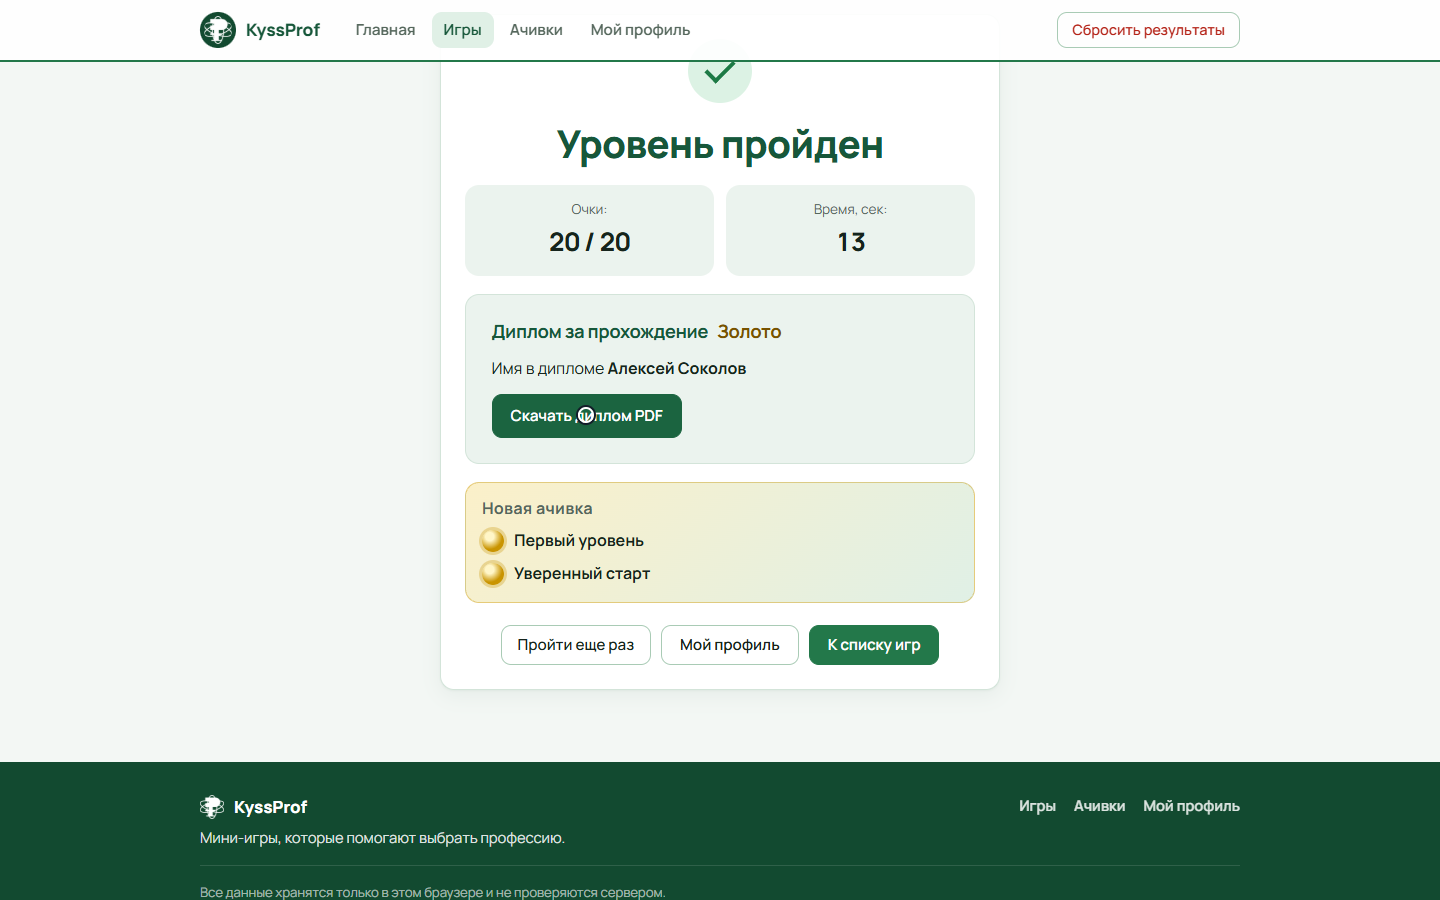 KyssProf
Главная
Игры
Ачивки
Мой профиль
Сбросить результаты
Уровень пройден
Очки:
20 / 20
Время, сек:
13
Диплом за прохождение Золото
Имя в дипломе Алексей Соколов
Скачать диплом PDF
Новая ачивка
Первый уровень
Уверенный старт
Пройти еще раз
Мой профиль
К списку игр
KyssProf
Игры
Ачивки
Мой профиль
Мини-игры, которые помогают выбрать профессию.
Все данные хранятся только в этом браузере и не проверяются сервером.